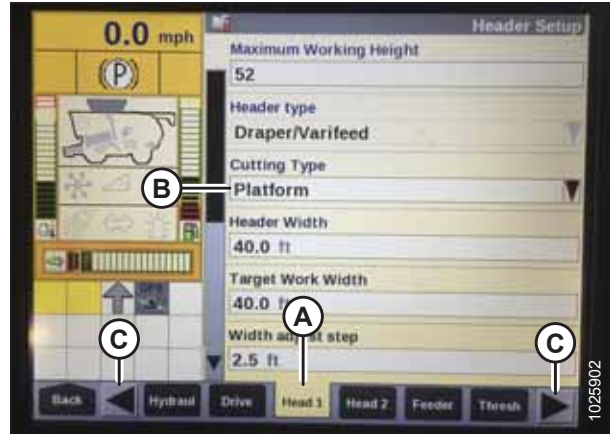 0.0 mph
Header Setup
(P)
Maximum Working Height
52
Header type
Draper/Varifeed
Cutting Type
B
Platform
Header Width
40.0 ft
Target Work Width
40.0 ft
A
C
C
Width adjust step
2.5 ft
Back
Hydraul
Drive
Head 1
Head 2
Feeder
Thresh
1025902